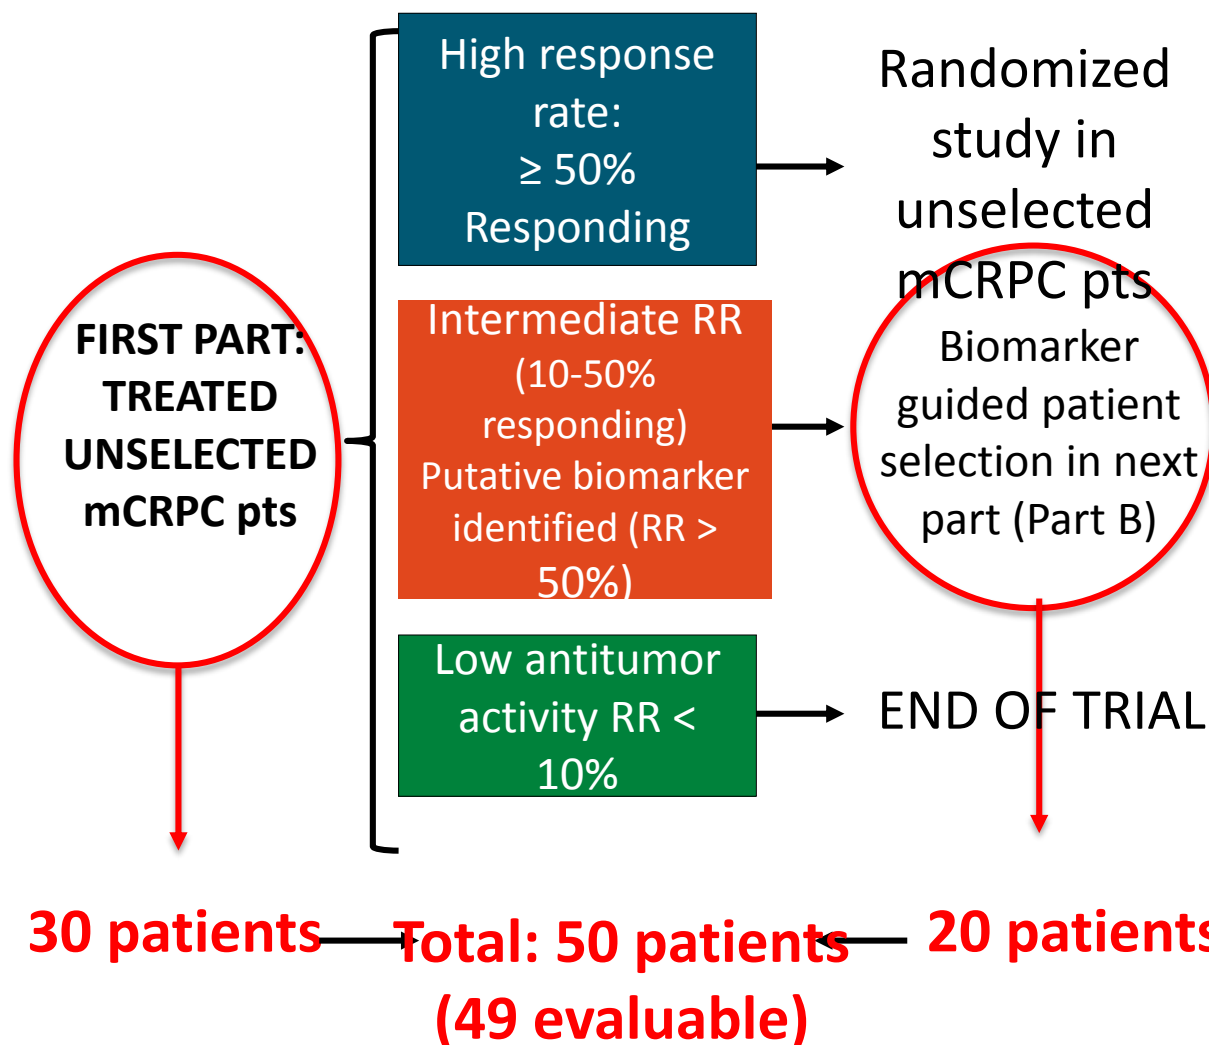 FIRST PART:
TREATED
UNSELECTED
mCRPC pts
High response
rate:
≥ 50%
Responding
Randomized
study in
unselected
mCRPC pts
Intermediate RR
(10-50%
responding)
Putative biomarker
identified (RR >
50%)
Biomarker
guided patient
selection in next
part (Part B)
Low antitumor
activity RR <
10%
END OF TRIAL
30 patients
Total: 50 patients
(49 evaluable)
20 patients